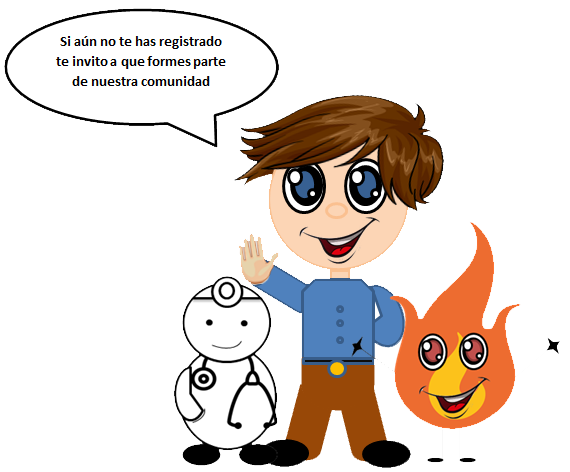 Si aún no te has registrado
te invito a que formes parte
de nuestra comunidad